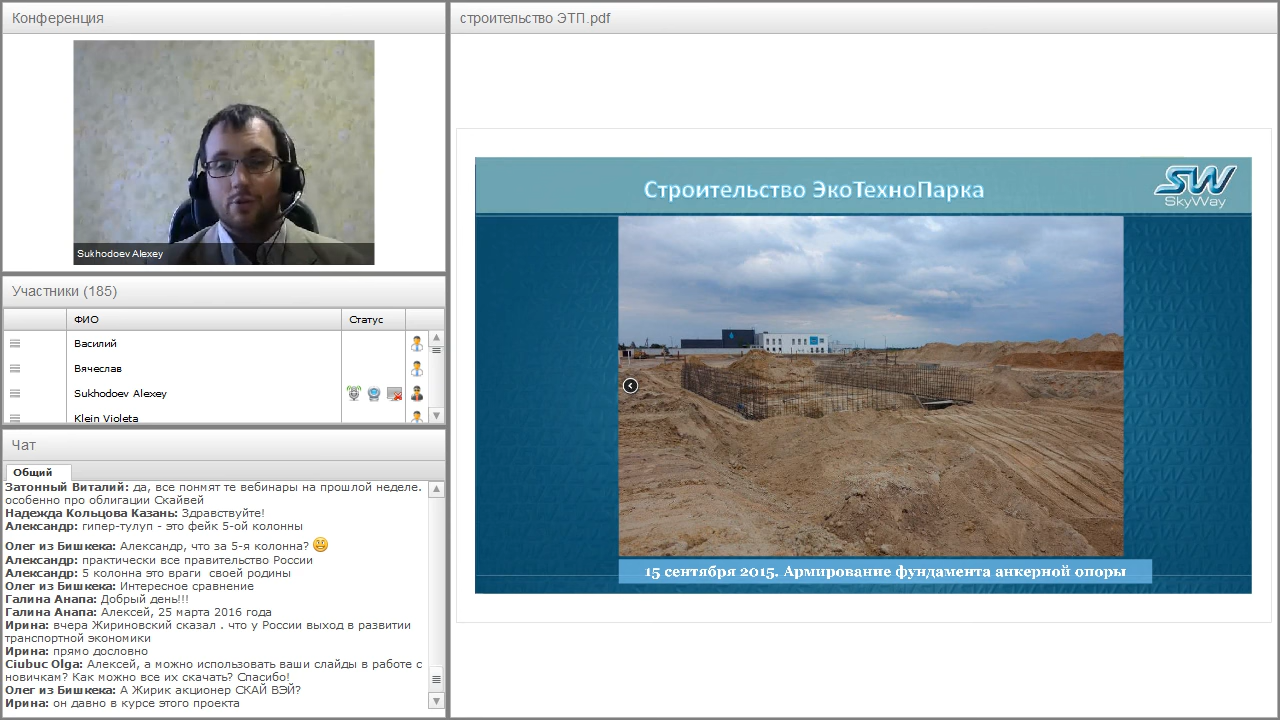 Конференция
Sukhodoev Alexey
Участники (185)
ФИО
Статус
Василий
Вячеслав
Sukhodoev Alexey
Klein Violeta
Чат
Общий
Затонный Виталий: да, все понмят те вебинары на прошлой неделе.
особенно про облигации Скайвей
Надежда Кольцова Казань: Здравствуйте!
Александр: гипер-тулуп - это фейк 5-ой колонны
Олег из Бишкека: Александр, что за 5-я колонна?
Александр: практически все правительство России
Александр: 5 колонна это враги своей родины
Олег из Бишкека: Интересное сравнение
Галина Анапа: Добрый день!!!
Галина Анапа: Алексей, 25 марта 2016 года
Ирина: вчера Жириновский сказал . что у России выход в развитии
транспортной экономики
Ирина: прямо дословно
Ciubuc Olga: Алексей, а можно использовать ваши слайды в работе с
новичкам? Как можно все их скачать? Спасибо!
Олег из Бишкека: А Жирик акционер СКАЙ ВЭЙ?
Ирина: он давно в курсе этого проекта
строительство ЭТП.pdf
Строительство ЭкоТехноПарка
SW
SkyWay
15 сентября 2015. Армирование фундамента анкерной опоры